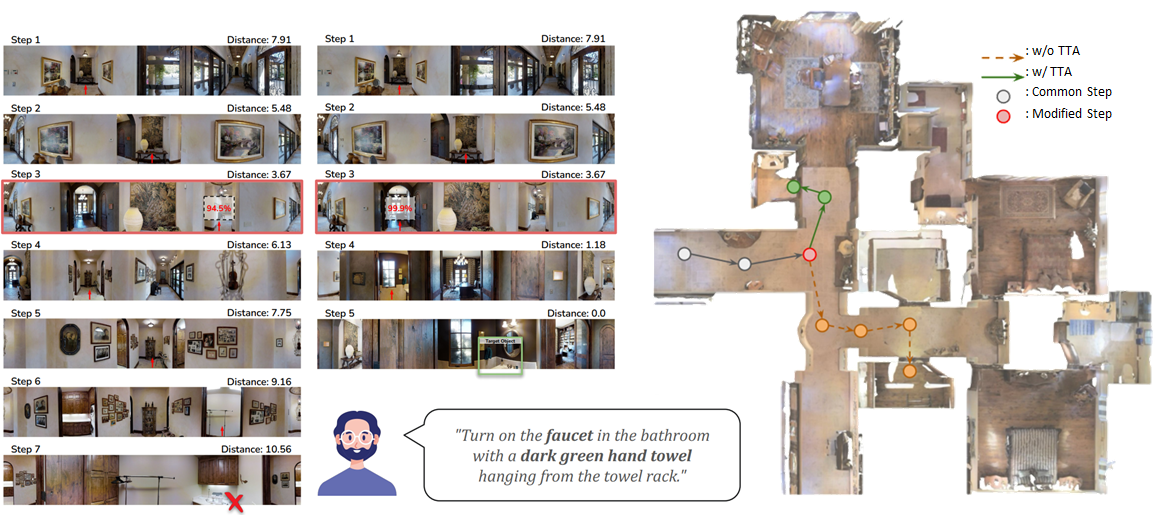 Step 1 Distance: 7.91
Step 2 Distance: 5.48
Step 3 Distance: 3.67
94.5%
Step 4 Distance: 6.13
Step 5 Distance: 7.75
Step 6 Distance: 9.16
Step 7 Distance: 10.56
Step 1 Distance: 7.91
Step 2 Distance: 5.48
Step 3 Distance: 3.67
99.9%
Step 4 Distance: 1.18
Step 5 Distance: 0.0
Target Object
"Turn on the faucet in the bathroom
with a dark green hand towel
hanging from the towel rack."
: w/o TTA
: w/ TTA
: Common Step
: Modified Step